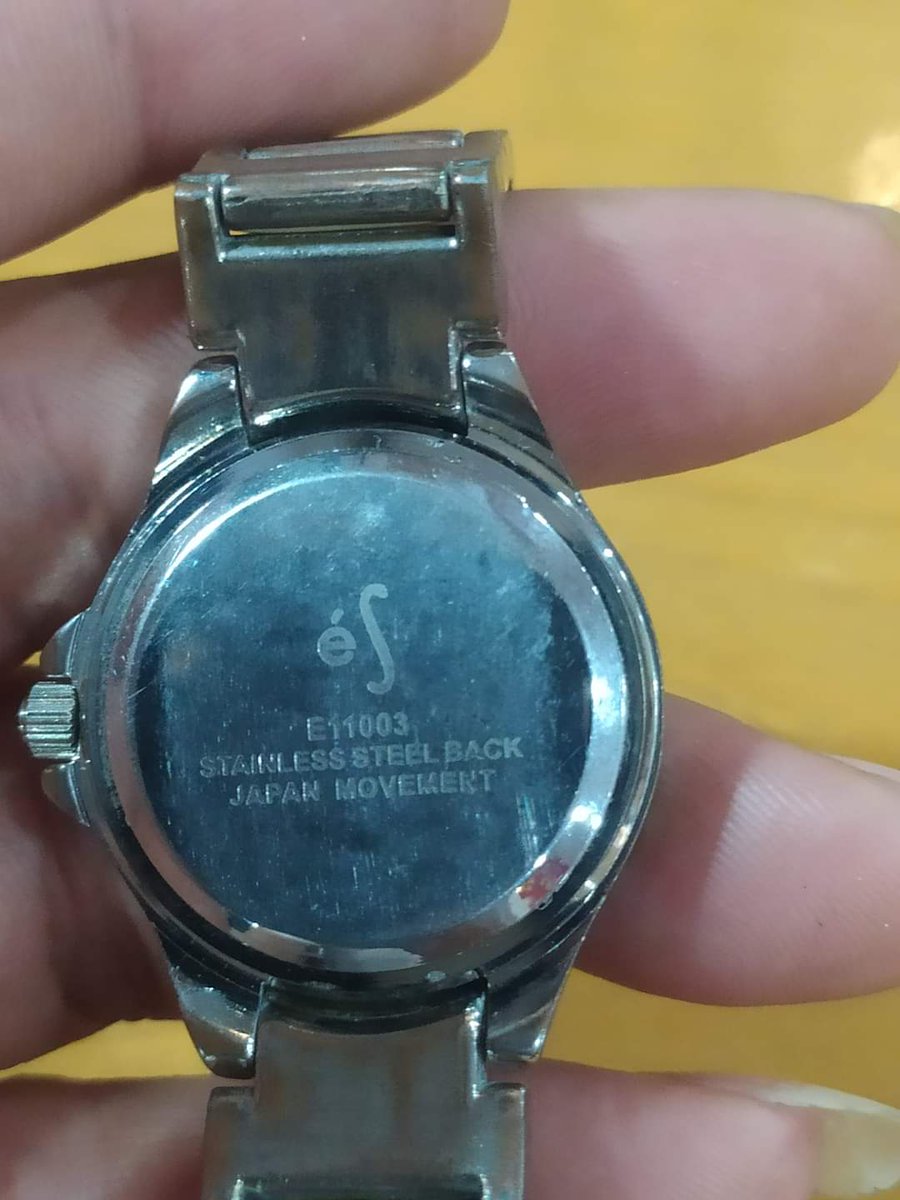 éS
E11003
STAINLESS STEEL BACK
JAPAN MOVEMENT